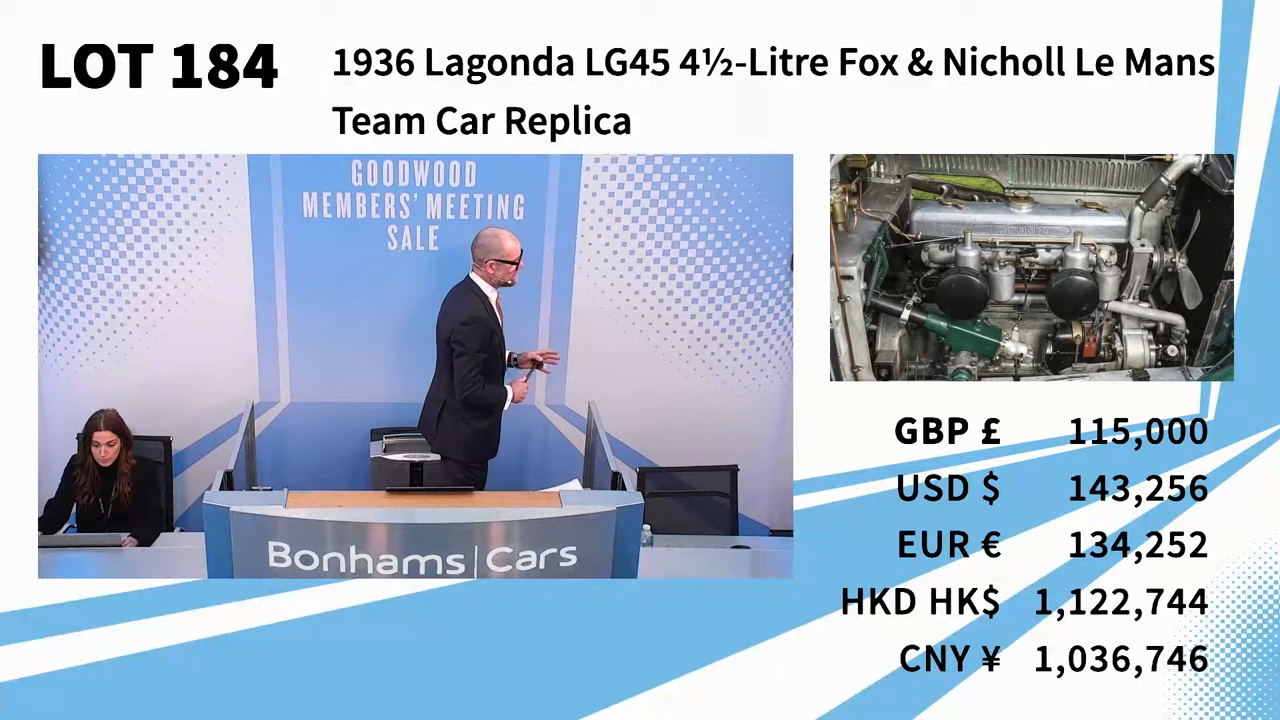 LOT 184
1936 Lagonda LG45 4½-Litre Fox & Nicholl Le Mans
Team Car Replica
GOODWOOD
MEMBERS' MEETING
SALE
LAGONDA
Bonhams|Cars
GBP £ 115,000
USD $ 143,256
EUR € 134,252
HKD HK$ 1,122,744
CNY ¥ 1,036,746